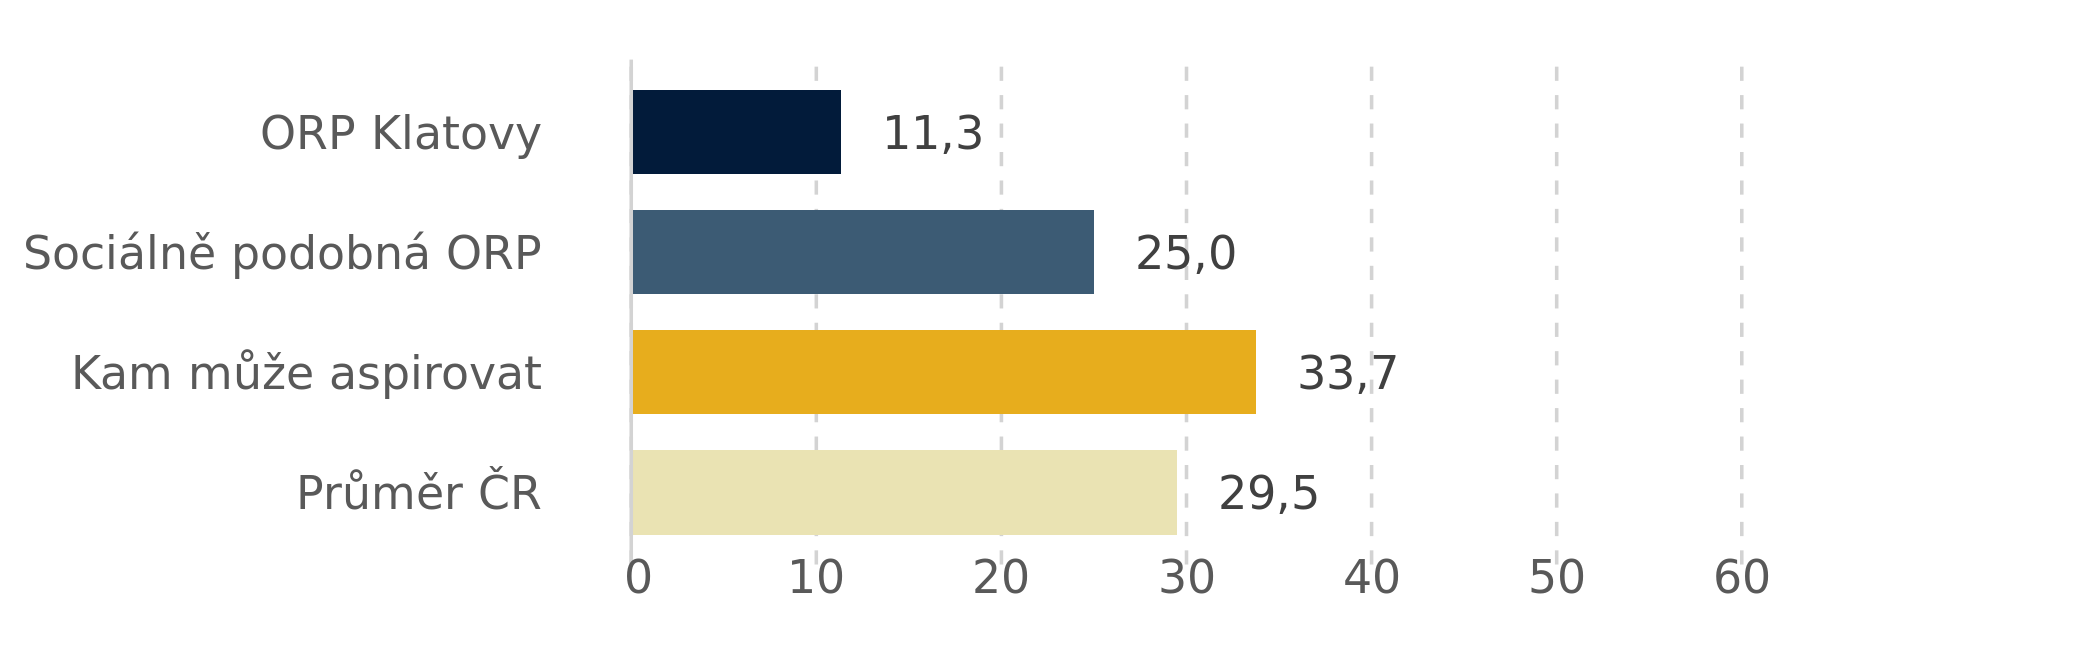 ORP Klatovy 11,3
Sociálně podobná ORP 25,0
Kam může aspirovat 33,7
Průměr ČR 29,5
0 10 20 30 40 50 60